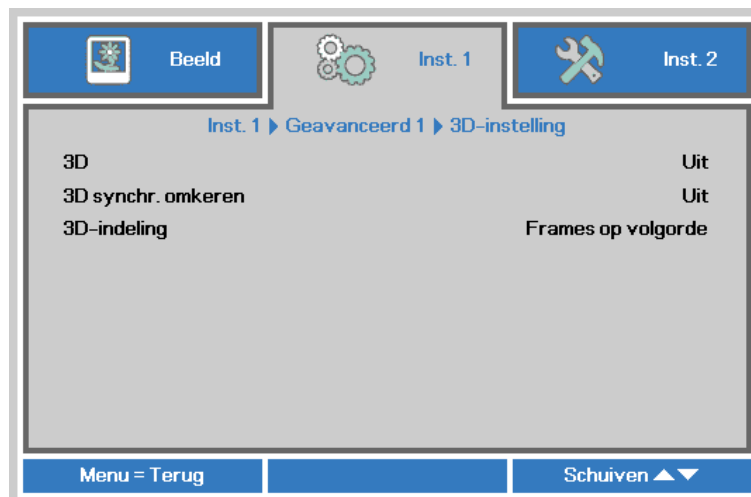 Beeld
Inst. 1
Inst. 2
Inst. 1 ▶ Geavanceerd 1 ▶ 3D-instelling
3D Uit
3D synchr. omkeren Uit
3D-indeling Frames op volgorde
Menu = Terug
Schuiven ▲▼